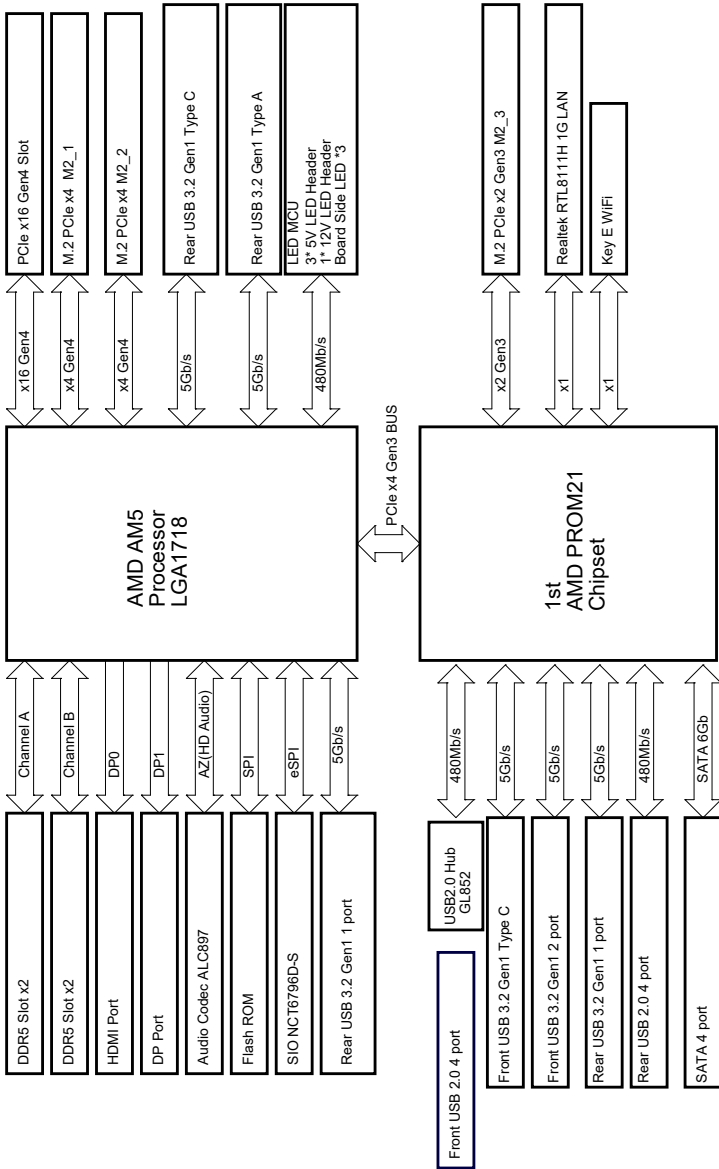 PCIe x16 Gen4 Slot
M.2 PCIe x4 M2_1
M.2 PCIe x4 M2_2
Rear USB 3.2 Gen1 Type C
Rear USB 3.2 Gen1 Type A
LED MCU
3* 5V LED Header
1* 12V LED Header
Board Side LED *3
x16 Gen4
x4 Gen4
x4 Gen4
5Gb/s
5Gb/s
480Mb/s
AMD AM5
Processor
LGA1718
Channel A
Channel B
DP0
DP1
AZ(HD Audio)
SPI
eSPI
5Gb/s
DDR5 Slot x2
DDR5 Slot x2
HDMI Port
DP Port
Audio Codec ALC897
Flash ROM
SIO NCT6796D-S
Rear USB 3.2 Gen1 1 port
PCIe x4 Gen3 BUS
M.2 PCIe x2 Gen3 M2_3
Realtek RTL8111H 1G LAN
Key E WiFi
x2 Gen3
x1
x1
1st
AMD PROM21
Chipset
480Mb/s
5Gb/s
5Gb/s
5Gb/s
480Mb/s
SATA 6Gb
USB2.0 Hub
GL852
Front USB 2.0 4 port
Front USB 3.2 Gen1 Type C
Front USB 3.2 Gen1 2 port
Rear USB 3.2 Gen1 1 port
Rear USB 2.0 4 port
SATA 4 port